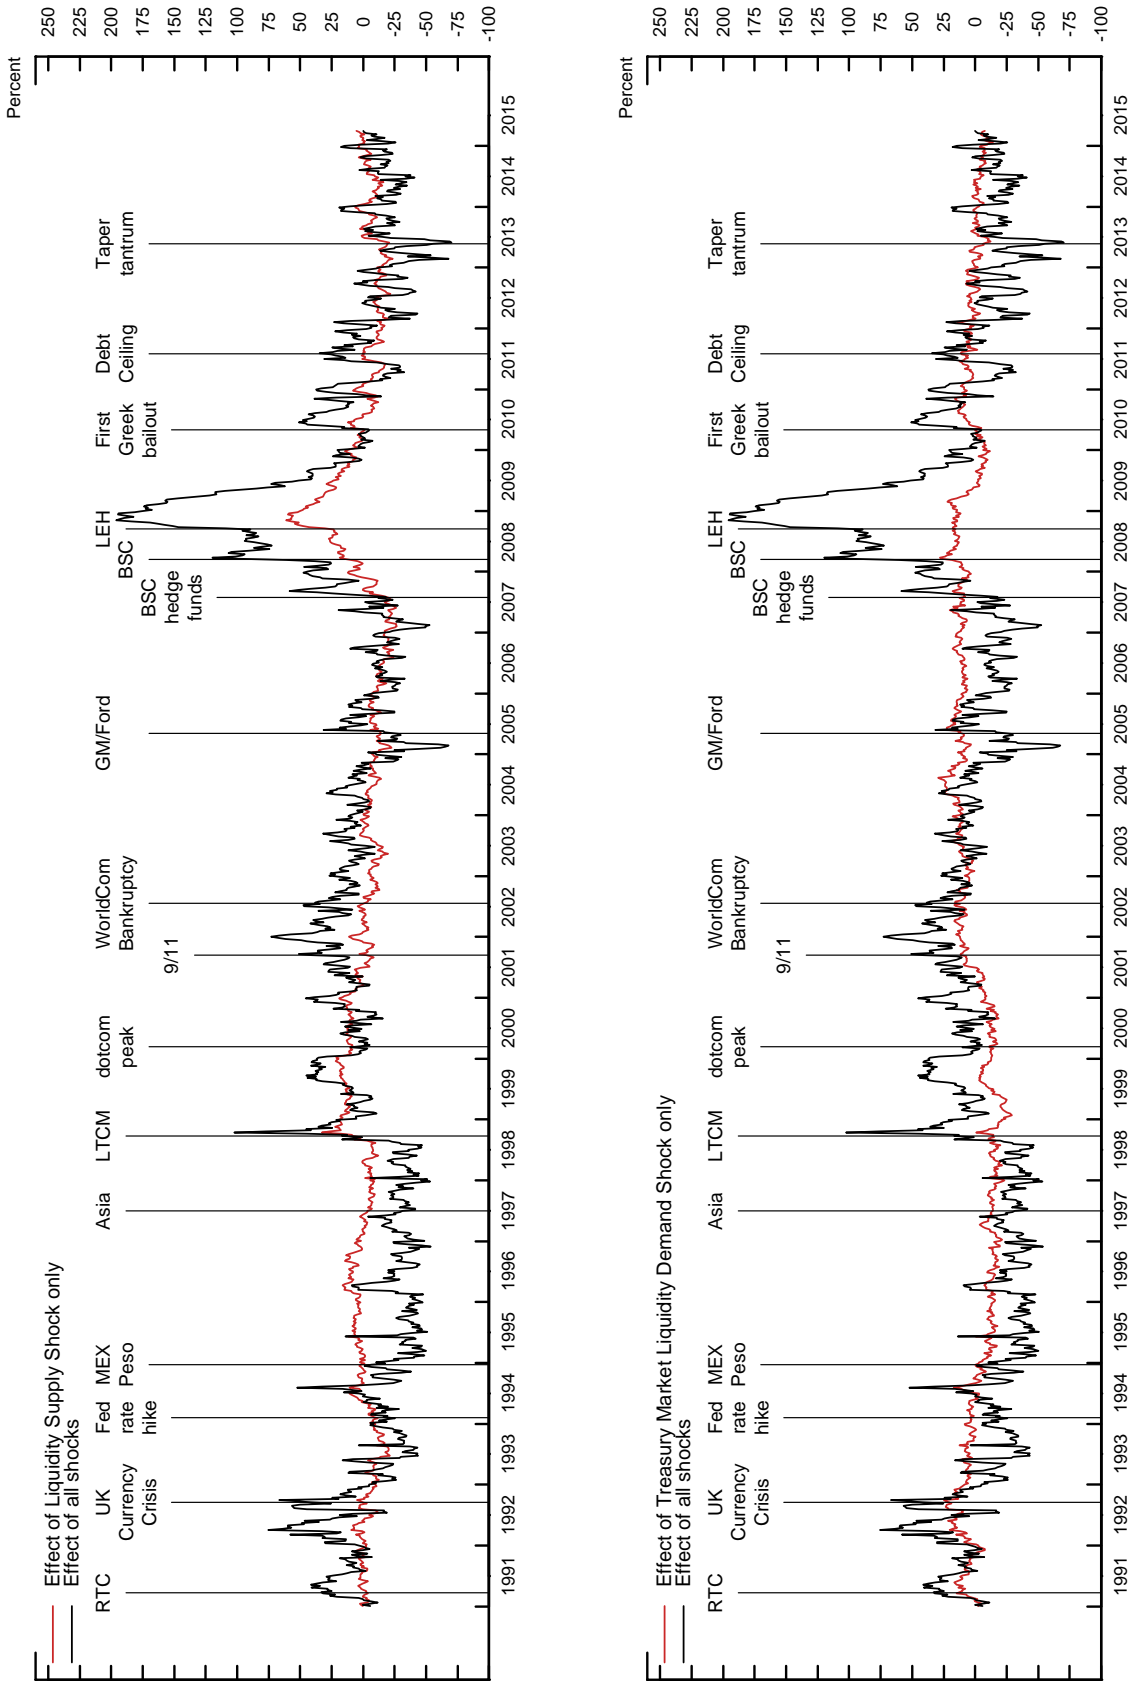 Percent
Effect of Liquidity Supply Shock only
Effect of all shocks
RTC
UK
Currency
Crisis
Fed
rate
hike
MEX
Peso
Asia
LTCM
dotcom
peak
9/11
WorldCom
Bankruptcy
GM/Ford
BSC
hedge
funds
BSC
LEH
First
Greek
bailout
Debt
Ceiling
Taper
tantrum
250
225
200
175
150
125
100
75
50
25
0
-25
-50
-75
-100
1991
1992
1993
1994
1995
1996
1997
1998
1999
2000
2001
2002
2003
2004
2005
2006
2007
2008
2009
2010
2011
2012
2013
2014
2015
Percent
Effect of Treasury Market Liquidity Demand Shock only
Effect of all shocks
RTC
UK
Currency
Crisis
Fed
rate
hike
MEX
Peso
Asia
LTCM
dotcom
peak
9/11
WorldCom
Bankruptcy
GM/Ford
BSC
hedge
funds
BSC
LEH
First
Greek
bailout
Debt
Ceiling
Taper
tantrum
250
225
200
175
150
125
100
75
50
25
0
-25
-50
-75
-100
1991
1992
1993
1994
1995
1996
1997
1998
1999
2000
2001
2002
2003
2004
2005
2006
2007
2008
2009
2010
2011
2012
2013
2014
2015